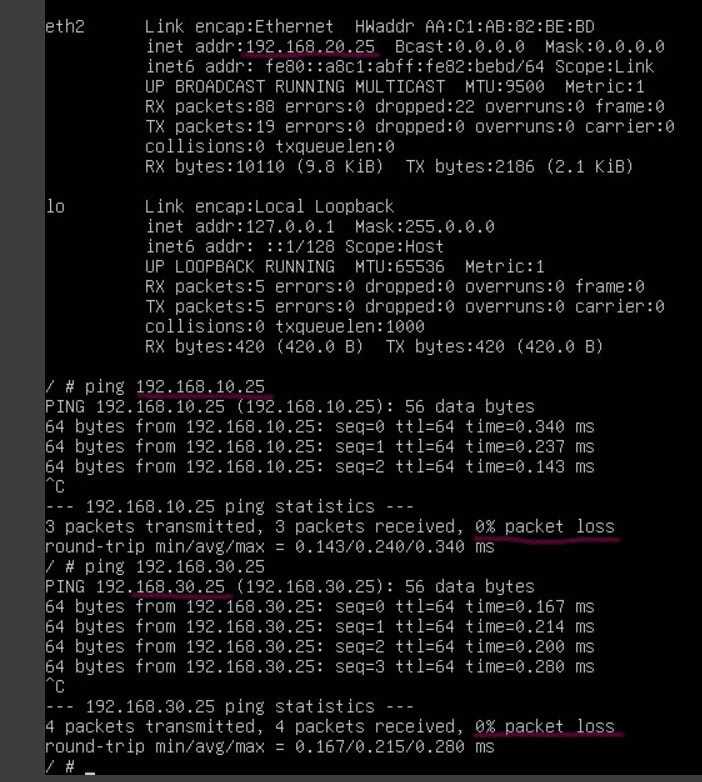 eth2 Link encap:Ethernet HWaddr AA:C1:AB:82:BE:BD
inet addr:192.168.20.25 Bcast:0.0.0.0 Mask:0.0.0.0
inet6 addr: fe80::a8c1:abff:fe82:bebd/64 Scope:Link
UP BROADCAST RUNNING MULTICAST MTU:9500 Metric:1
RX packets:88 errors:0 dropped:22 overruns:0 frame:0
TX packets:19 errors:0 dropped:0 overruns:0 carrier:0
collisions:0 txqueuelen:0
RX bytes:10110 (9.8 KiB) TX bytes:2186 (2.1 KiB)
lo Link encap:Local Loopback
inet addr:127.0.0.1 Mask:255.0.0.0
inet6 addr: ::1/128 Scope:Host
UP LOOPBACK RUNNING MTU:65536 Metric:1
RX packets:5 errors:0 dropped:0 overruns:0 frame:0
TX packets:5 errors:0 dropped:0 overruns:0 carrier:0
collisions:0 txqueuelen:1000
RX bytes:420 (420.0 B) TX bytes:420 (420.0 B)
/ # ping 192.168.10.25
PING 192.168.10.25 (192.168.10.25): 56 data bytes
64 bytes from 192.168.10.25: seq=0 ttl=64 time=0.340 ms
64 bytes from 192.168.10.25: seq=1 ttl=64 time=0.237 ms
64 bytes from 192.168.10.25: seq=2 ttl=64 time=0.143 ms
^C
--- 192.168.10.25 ping statistics ---
3 packets transmitted, 3 packets received, 0% packet loss
round-trip min/avg/max = 0.143/0.240/0.340 ms
/ # ping 192.168.30.25
PING 192.168.30.25 (192.168.30.25): 56 data bytes
64 bytes from 192.168.30.25: seq=0 ttl=64 time=0.167 ms
64 bytes from 192.168.30.25: seq=1 ttl=64 time=0.214 ms
64 bytes from 192.168.30.25: seq=2 ttl=64 time=0.200 ms
64 bytes from 192.168.30.25: seq=3 ttl=64 time=0.280 ms
^C
--- 192.168.30.25 ping statistics ---
4 packets transmitted, 4 packets received, 0% packet loss
round-trip min/avg/max = 0.167/0.215/0.280 ms
/ # _